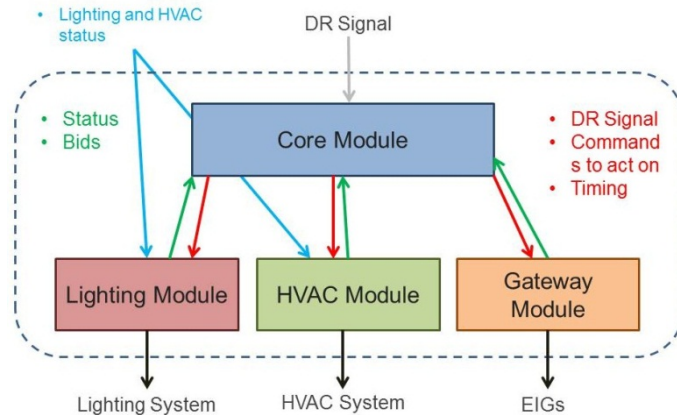 • Lighting and HVAC
status
DR Signal
• Status
• Bids
Core Module
• DR Signal
• Command
s to act on
• Timing
Lighting Module
HVAC Module
Gateway
Module
Lighting System
HVAC System
EIGs